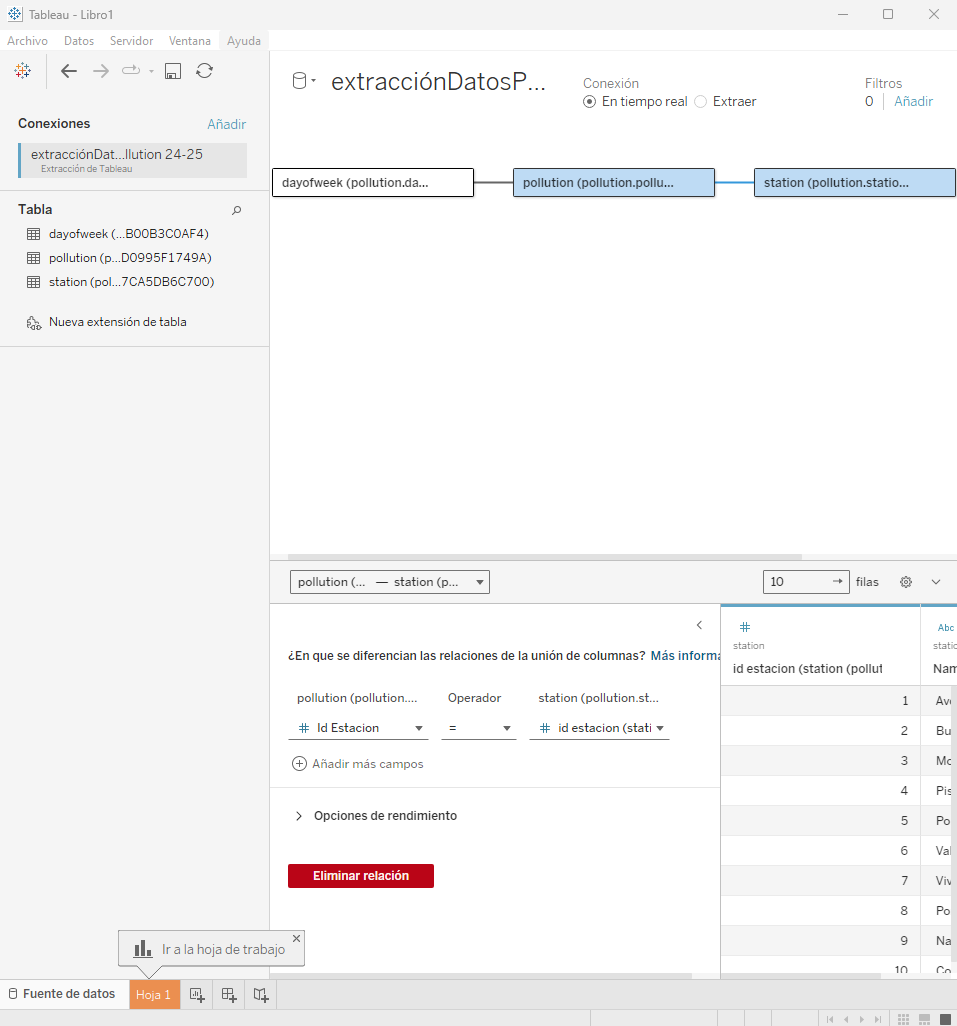 Tableau - Libro1
Archivo Datos Servidor Ventana Ayuda
extracciónDatosP...
Conexión
En tiempo real Extraer
Filtros
0 Añadir
Conexiones Añadir
extracciónDat...llution 24-25
Extracción de Tableau
Tabla
dayofweek (...B00B3C0AF4)
pollution (p...D0995F1749A)
station (pol...7CA5DB6C700)
Nueva extensión de tabla
dayofweek (pollution.da...
pollution (pollution.pollu...
station (pollution.statio...
pollution (... — station (p...
10 filas
¿En que se diferencian las relaciones de la unión de columnas? Más informa
pollution (pollution.... Operador station (pollution.st...
# Id Estacion = # id estacion (stati
Añadir más campos
Opciones de rendimiento
Eliminar relación
# Abc
station static
id estacion (station (pollut Nam
1 Ave
2 Bu
3 Mo
4 Pis
5 Po
6 Val
7 Viv
8 Po
9 Na
10 Co
Ir a la hoja de trabajo
Fuente de datos Hoja 1